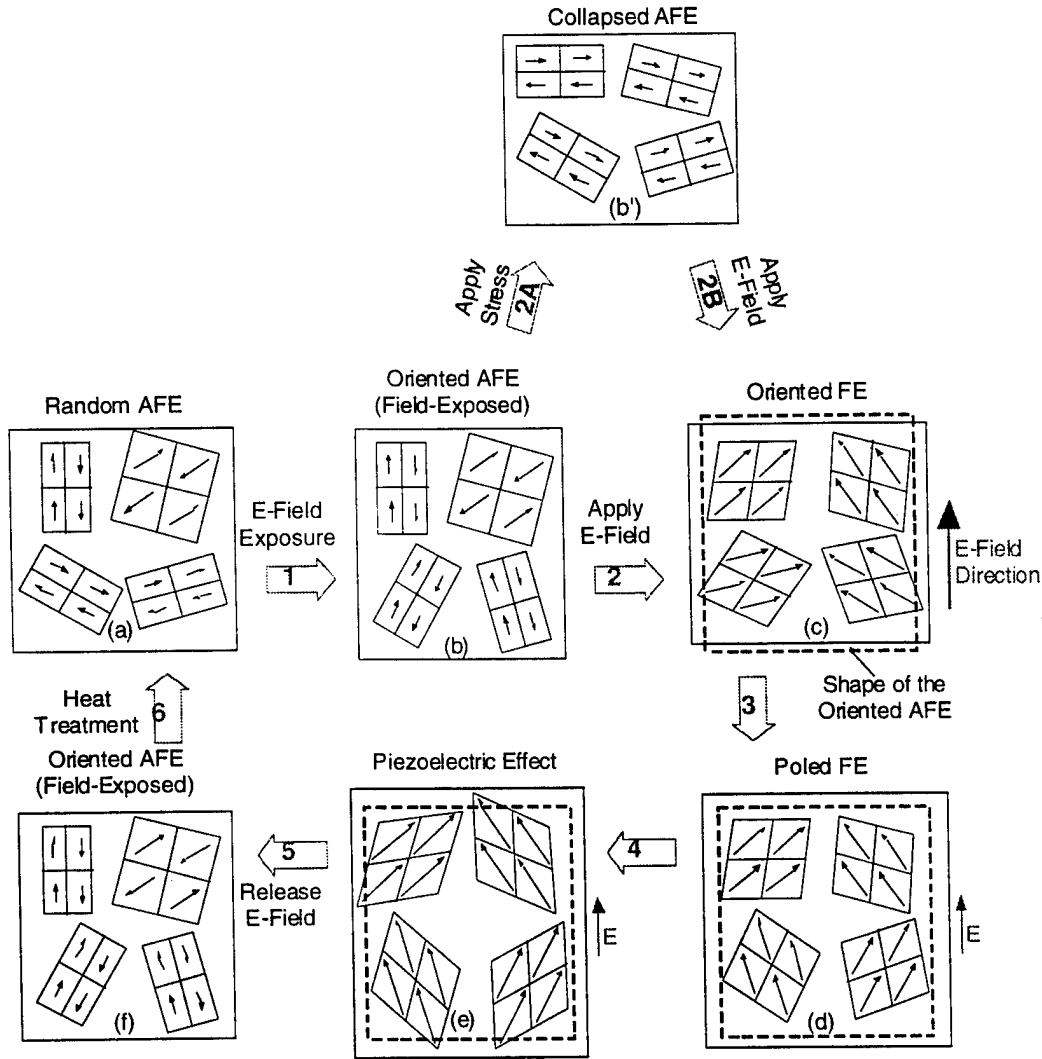 Collapsed AFE
(b')
Apply
Stress
2A
2B
Apply
E-Field
Random AFE
(a)
E-Field
Exposure
1
Oriented AFE
(Field-Exposed)
(b)
Apply
E-Field
2
Oriented FE
(c)
E-Field
Direction
Shape of the
Oriented AFE
3
Heat
Treatment
6
Oriented AFE
(Field-Exposed)
(f)
5
Release
E-Field
Piezoelectric Effect
(e)
E
4
Poled FE
(d)
E